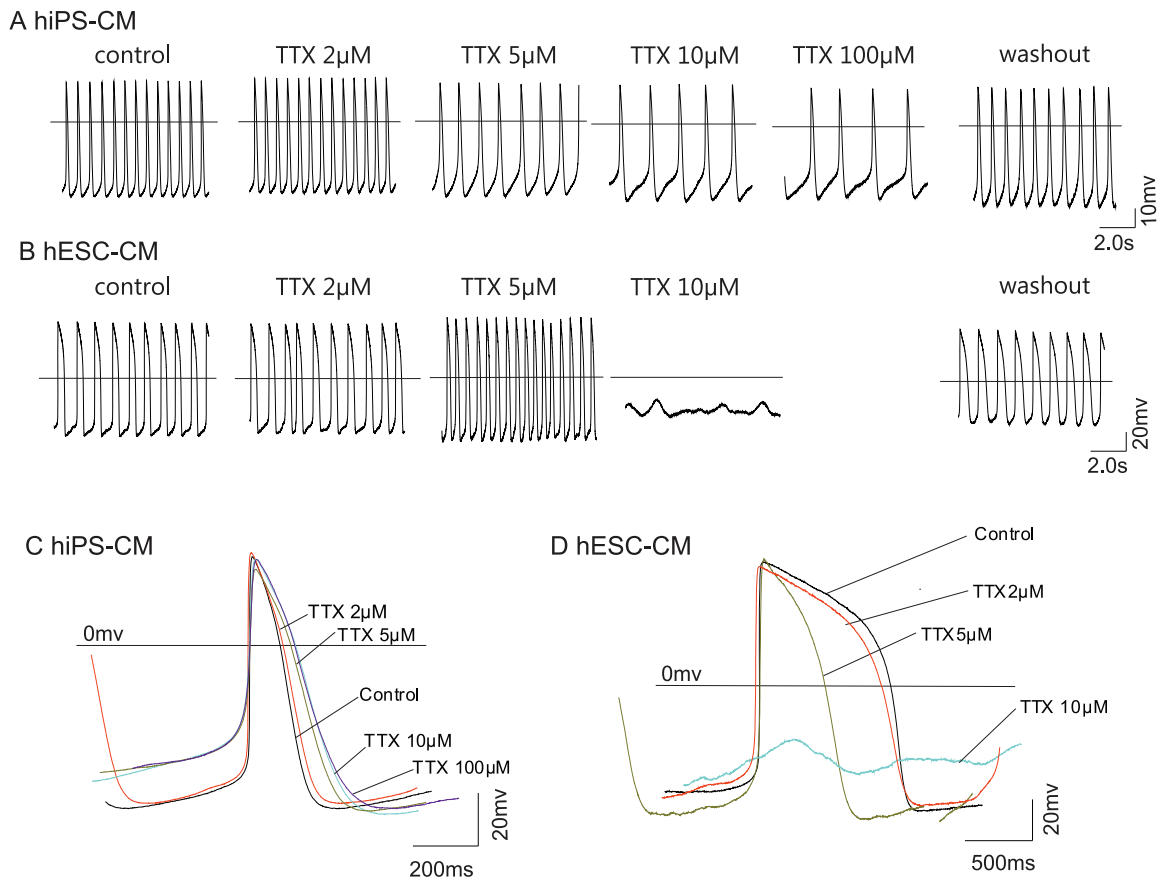 A hiPS-CM
control
TTX 2µM
TTX 5µM
TTX 10µM
TTX 100µM
washout
10mv
2.0s
B hESC-CM
control
TTX 2µM
TTX 5µM
TTX 10µM
washout
20mv
2.0s
C hiPS-CM
0mv
TTX 2µM
TTX 5µM
Control
TTX 10µM
TTX 100µM
20mv
200ms
D hESC-CM
Control
TTX2µM
TTX5µM
0mv
TTX 10µM
20mv
500ms